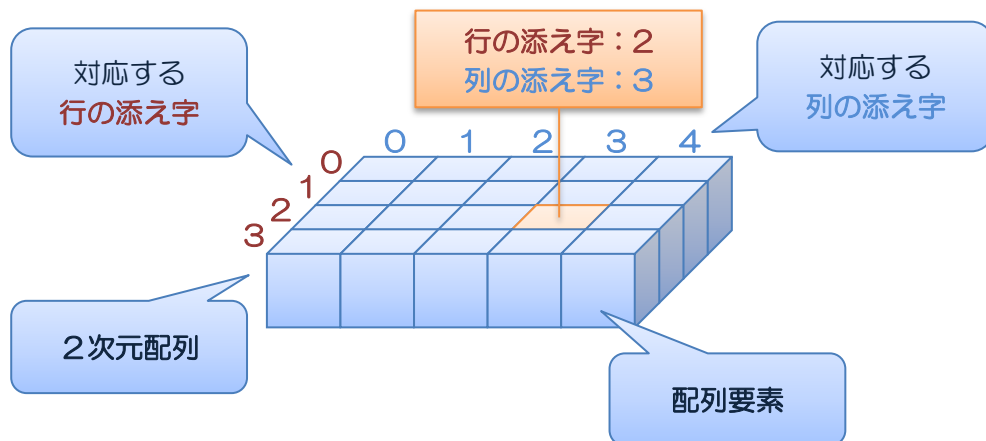 行の添え字：2
列の添え字：3
対応する
行の添え字
対応する
列の添え字
0 1 2 3 4
0
1
2
3
２次元配列
配列要素